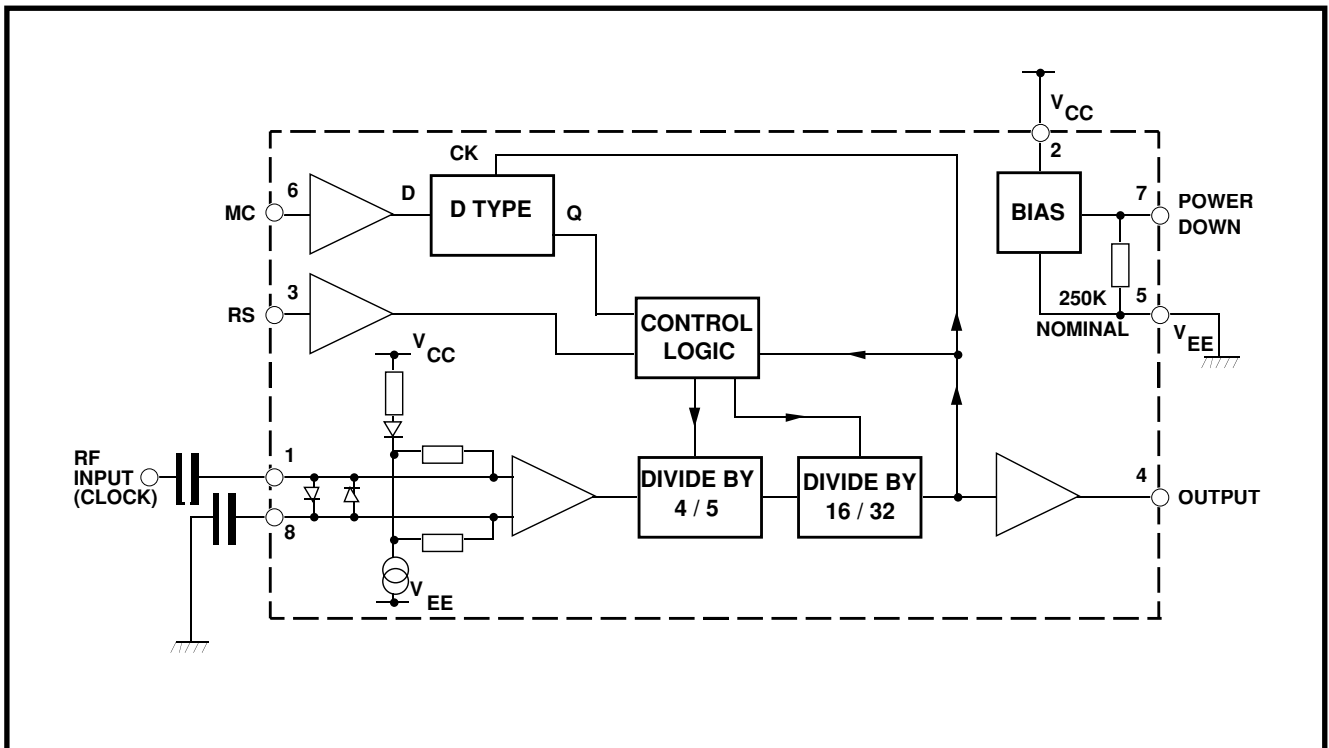 V
CC
CK
2
6
D
7
MC
D TYPE
Q
BIAS
POWER
DOWN
3
250K
5
RS
NOMINAL
CONTROL
LOGIC
V
EE
V
CC
RF
INPUT
(CLOCK)
1
DIVIDE BY
4 / 5
DIVIDE BY
16 / 32
4
OUTPUT
8
V
EE